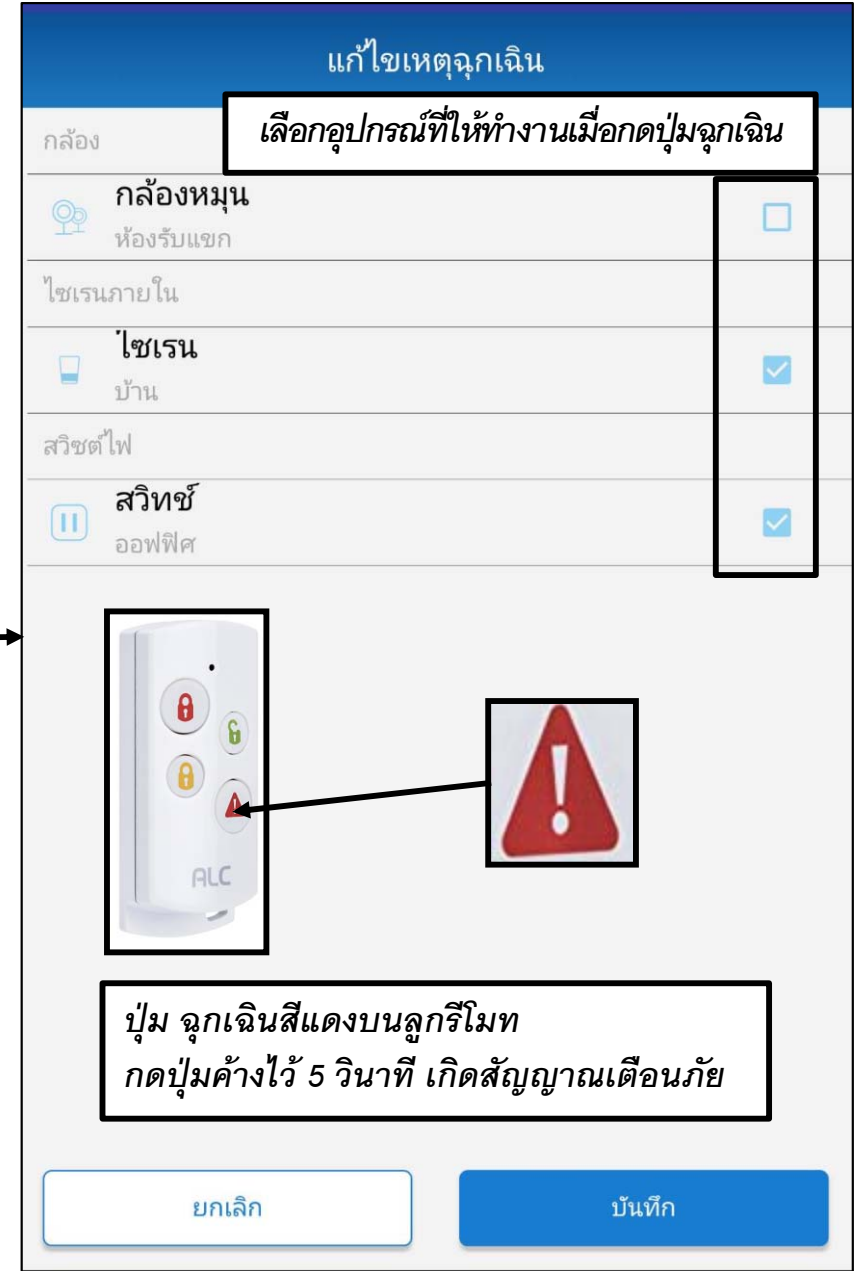 แก้ไขเหตุฉุกเฉิน
เลือกอุปกรณ์ที่ให้ทำงานเมื่อกดปุ่มฉุกเฉิน
กล้อง
กล้องหมุน
ห้องรับแขก
ไซเรนภายใน
ไซเรน
บ้าน
สวิซต์ไฟ
สวิทช์
ออฟฟิศ
ALC
ปุ่ม ฉุกเฉินสีแดงบนลูกรีโมท
กดปุ่มค้างไว้ 5 วินาที เกิดสัญญาณเตือนภัย
ยกเลิก
บันทึก